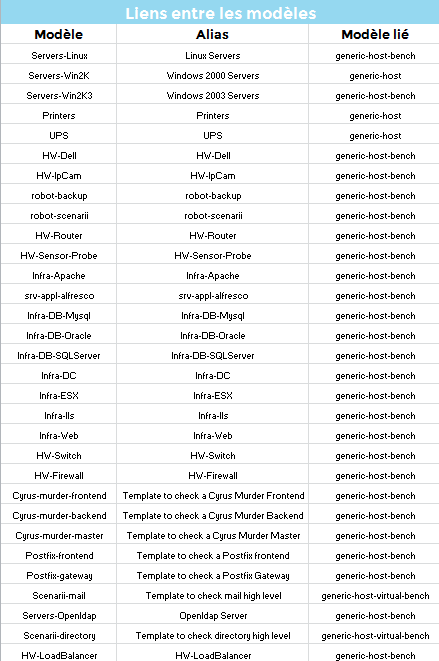 Liens entre les modèles
Modèle Alias Modèle lié
Servers-Linux Linux Servers generic-host-bench
Servers-Win2K Windows 2000 Servers generic-host
Servers-Win2K3 Windows 2003 Servers generic-host-bench
Printers Printers generic-host
UPS UPS generic-host
HW-Dell HW-Dell generic-host-bench
HW-IpCam HW-IpCam generic-host-bench
robot-backup robot-backup generic-host-bench
robot-scenarii robot-scenarii generic-host-bench
HW-Router HW-Router generic-host-bench
HW-Sensor-Probe HW-Sensor-Probe generic-host-bench
Infra-Apache Infra-Apache generic-host-bench
srv-appl-alfresco srv-appl-alfresco generic-host-bench
Infra-DB-Mysql Infra-DB-Mysql generic-host-bench
Infra-DB-Oracle Infra-DB-Oracle generic-host-bench
Infra-DB-SQLServer Infra-DB-SQLServer generic-host-bench
Infra-DC Infra-DC generic-host-bench
Infra-ESX Infra-ESX generic-host-bench
Infra-IIs Infra-IIs generic-host-bench
Infra-Web Infra-Web generic-host-bench
HW-Switch HW-Switch generic-host-bench
HW-Firewall HW-Firewall generic-host-bench
Cyrus-murder-frontend Template to check a Cyrus Murder Frontend generic-host-bench
Cyrus-murder-backend Template to check a Cyrus Murder Backend generic-host-bench
Cyrus-murder-master Template to check a Cyrus Murder Master generic-host-bench
Postfix-frontend Template to check a Postfix frontend generic-host-bench
Postfix-gateway Template to check a Postfix Gateway generic-host-bench
Scenarii-mail Template to check mail high level generic-host-virtual-bench
Servers-Openldap Openldap Server generic-host-bench
Scenarii-directory Template to check directory high level generic-host-virtual-bench
HW-LoadBalancer HW-LoadBalancer generic-host-bench